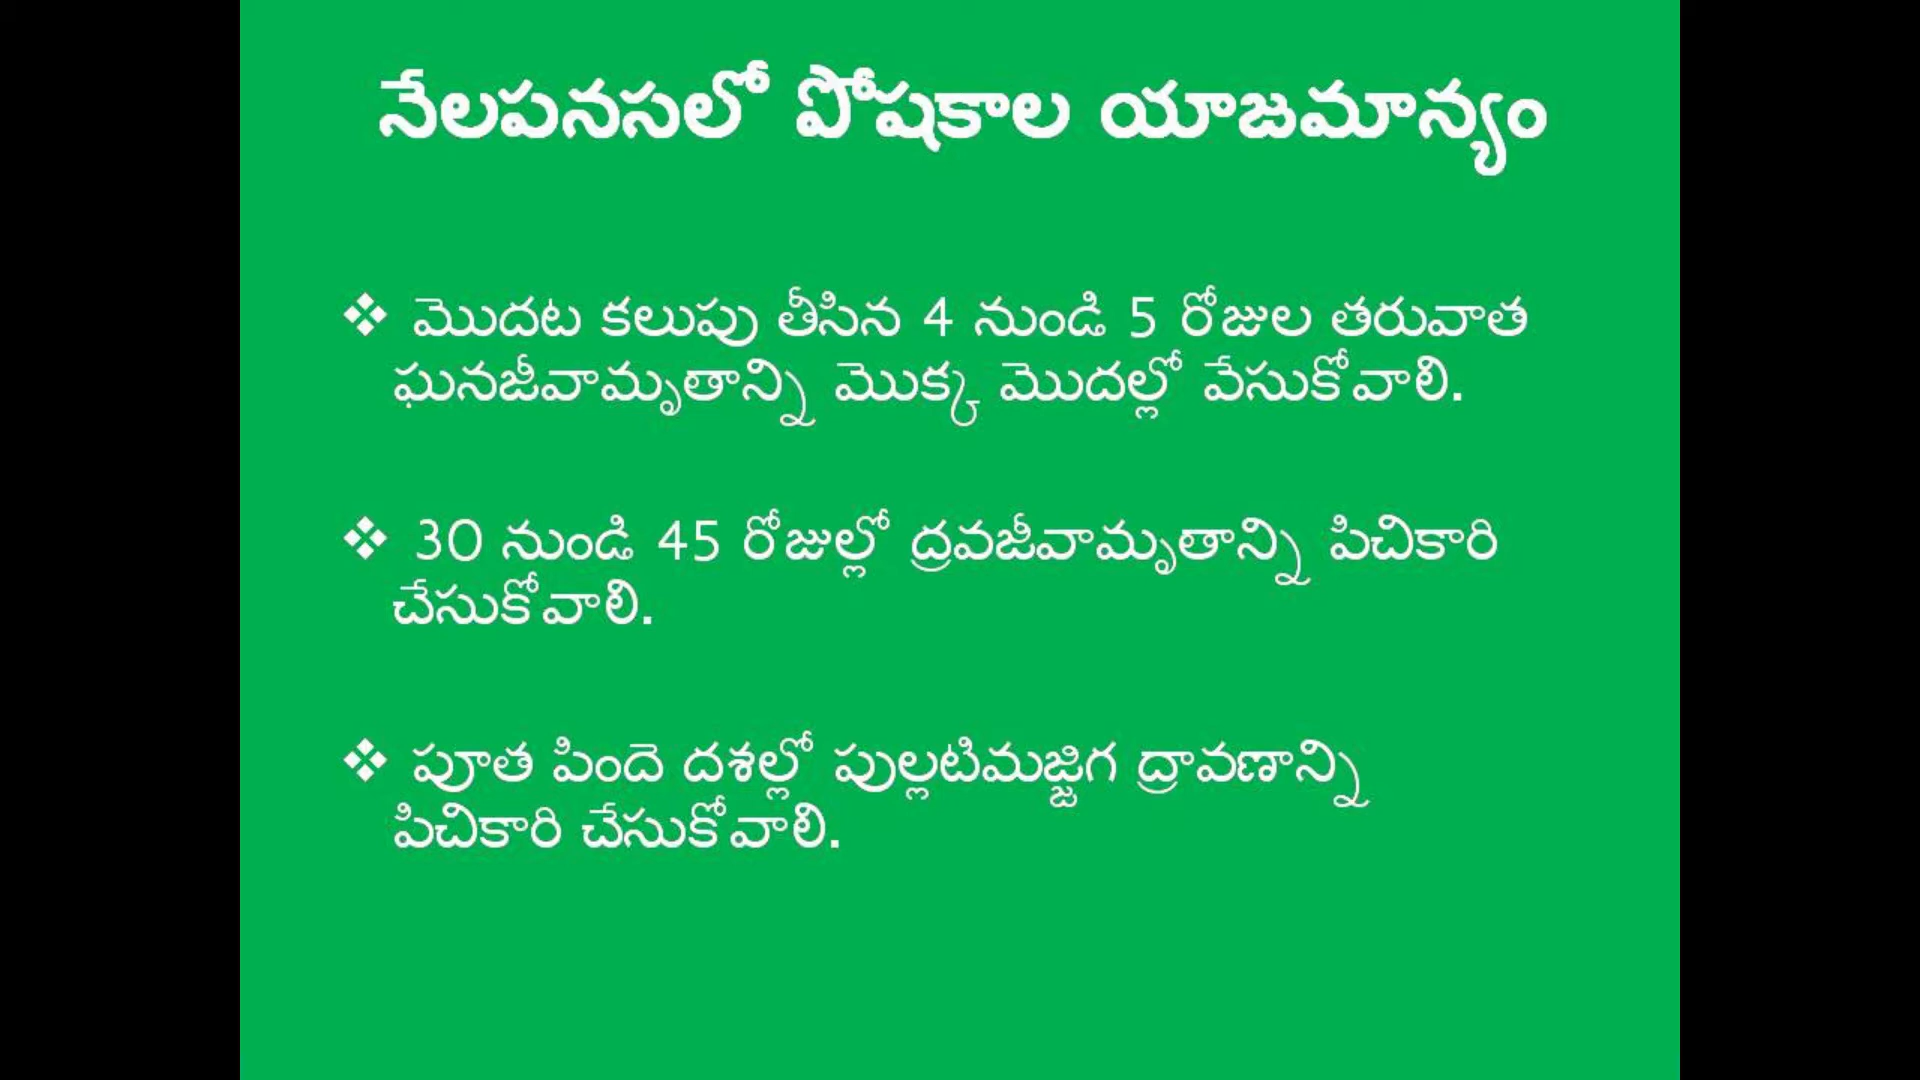 నేలపనసలో పోషకాల యాజమాన్యం
❖ మొదట కలుపు తీసిన 4 నుండి 5 రోజుల తరువాత
ఘనజీవామృతాన్ని మొక్క మొదల్లో వేసుకోవాలి.
❖ 30 నుండి 45 రోజుల్లో ద్రవజీవామృతాన్ని పిచికారి
చేసుకోవాలి.
❖ పూత పిందె దశల్లో పుల్లటిమజ్జిగ ద్రావణాన్ని
పిచికారి చేసుకోవాలి.